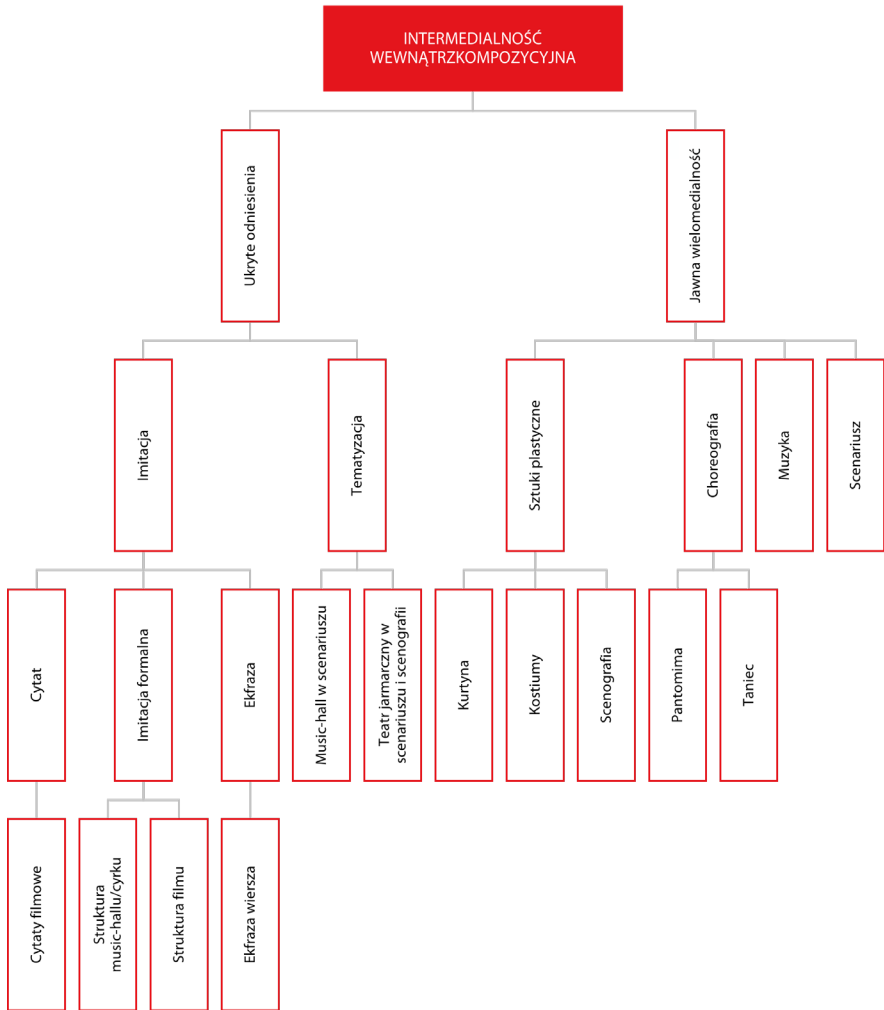 INTERMEDIALNOŚĆ
WEWNĄTRZKOMPOZYCYJNA
Ukryte odniesienia
Jawna wielomedialność
Imitacja
Tematyzacja
Sztuki plastyczne
Choreografia
Muzyka
Scenariusz
Cytat
Imitacja formalna
Ekfraza
Music-hall w scenariuszu
Teatr jarmarczny w
scenariuszu i scenografii
Kurtyna
Kostiumy
Scenografia
Pantomima
Taniec
Cytaty filmowe
Struktura
music-hallu/cyrku
Struktura filmu
Ekfraza wiersza